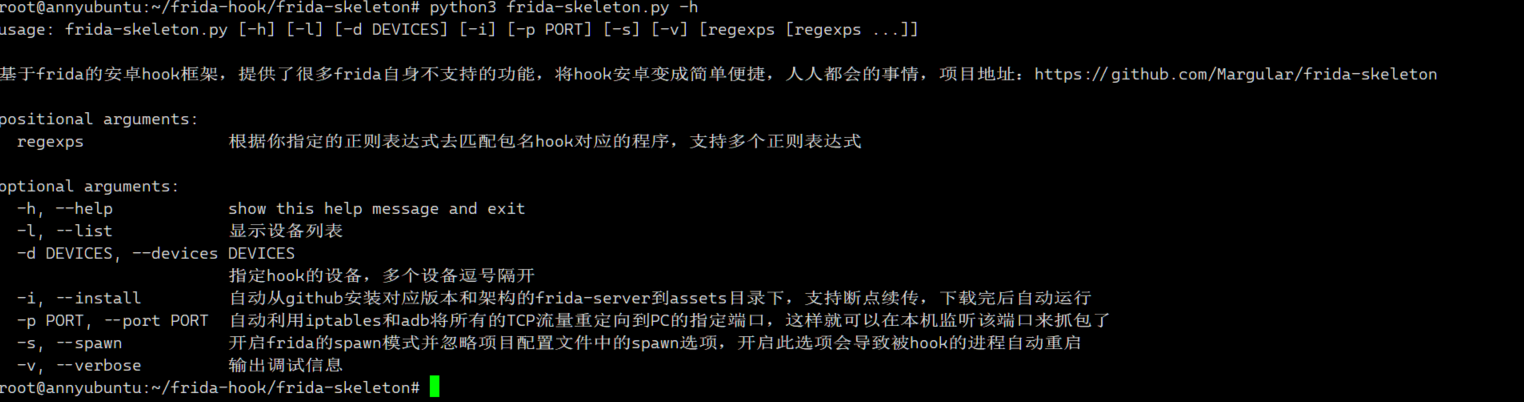 root@annyubuntu:~/frida-hook/frida-skeleton# python3 frida-skeleton.py -h
usage: frida-skeleton.py [-h] [-l] [-d DEVICES] [-i] [-p PORT] [-s] [-v] [regexps [regexps ...]]
基于frida的安卓hook框架，提供了很多frida自身不支持的功能，将hook安卓变成简单便捷，人人都会的事情，项目地址：https://github.com/Margular/frida-skeleton
positional arguments:
  regexps               根据你指定的正则表达式去匹配包名hook对应的程序，支持多个正则表达式
optional arguments:
  -h, --help            show this help message and exit
  -l, --list            显示设备列表
  -d DEVICES, --devices DEVICES
                        指定hook的设备，多个设备逗号隔开
  -i, --install         自动从github安装对应版本和架构的frida-server到assets目录下，支持断点续传，下载完后自动运行
  -p PORT, --port PORT  自动利用iptables和adb将所有的TCP流量重定向到PC的指定端口，这样就可以在本机监听该端口来抓包了
  -s, --spawn           开启frida的spawn模式并忽略项目配置文件中的spawn选项，开启此选项会导致被hook的进程自动重启
  -v, --verbose         输出调试信息
root@annyubuntu:~/frida-hook/frida-skeleton#